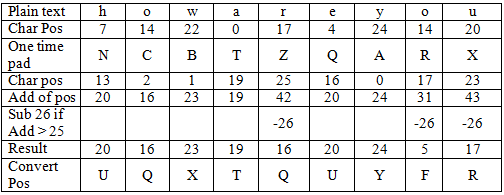 Plain text h o w a r e y o u
Char Pos 7 14 22 0 17 4 24 14 20
One time
pad N C B T Z Q A R X
Char pos 13 2 1 19 25 16 0 17 23
Add of pos 20 16 23 19 42 20 24 31 43
Sub 26 if
Add > 25 -26 -26 -26
Result 20 16 23 19 16 20 24 5 17
Convert
Pos U Q X T Q U Y F R